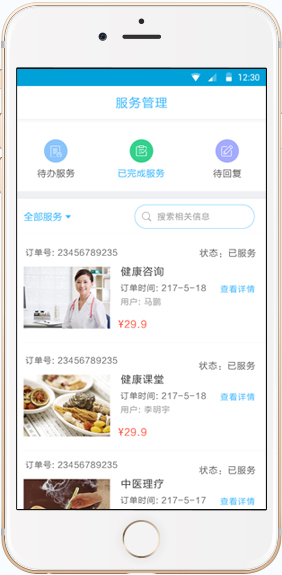 12:30
服务管理
待办服务 已完成服务 待回复
全部服务 搜索相关信息
订单号: 23456789235 状态: 已服务
健康咨询
订单时间: 217-5-18 查看详情
用户: 马鹏
¥29.9
订单号: 23456789235 状态: 已服务
健康课堂
订单时间: 217-5-18 查看详情
用户: 李明宇
¥29.9
订单号: 23456789235 状态: 已服务
中医理疗
订单时间: 217-5-17 查看详情